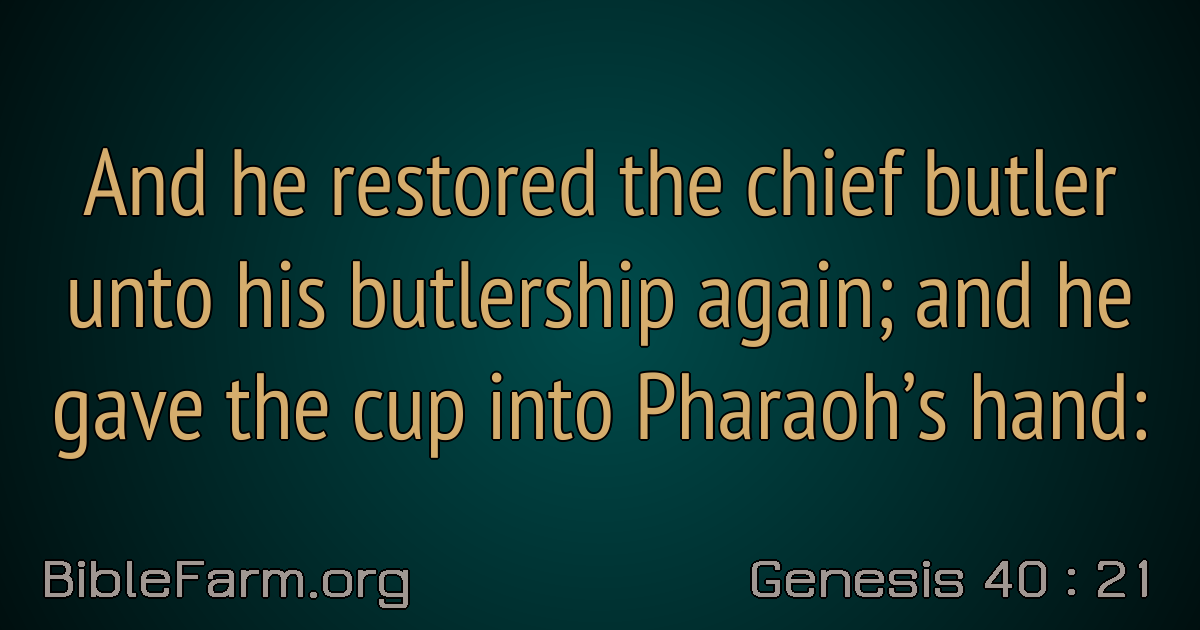 And he restored the chief butler
unto his butlership again; and he
gave the cup into Pharaoh’s hand:
BibleFarm.org
Genesis 40 : 21